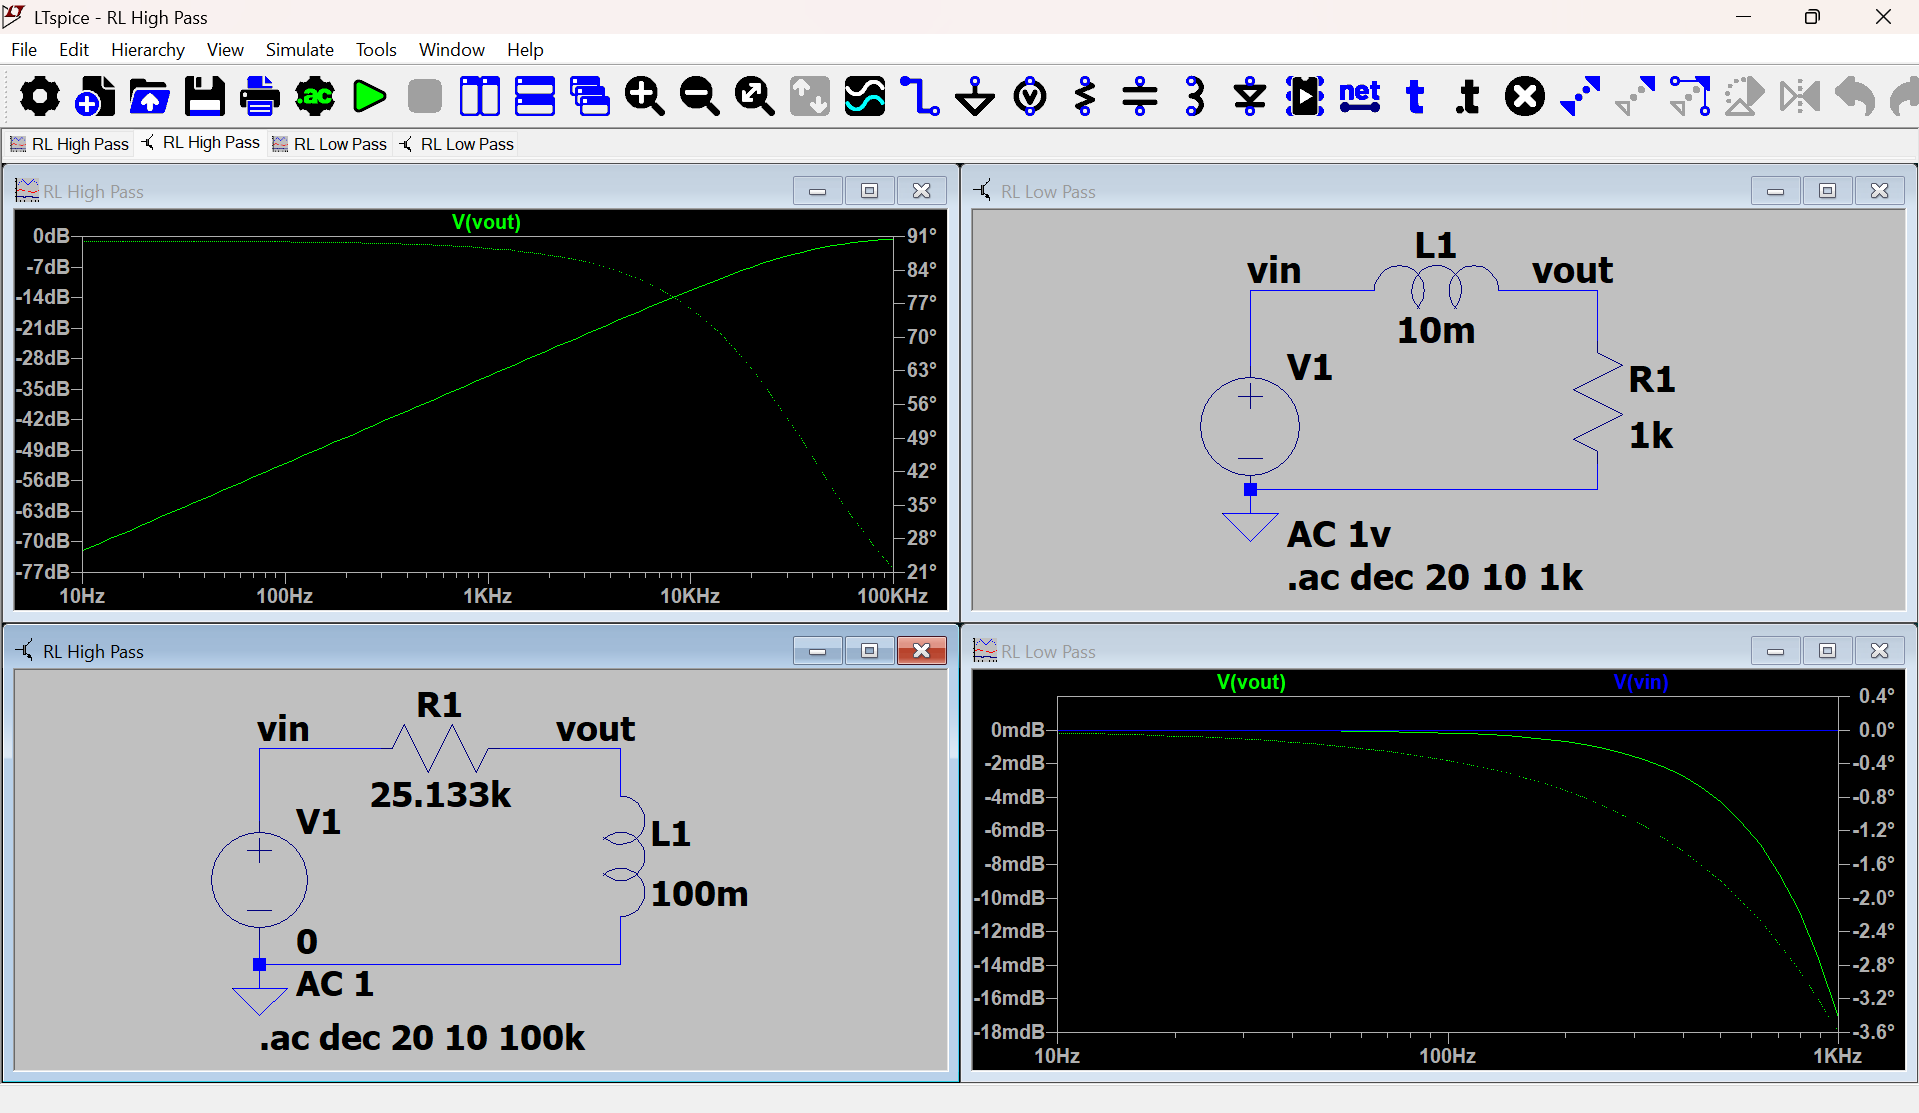 LTspice - RL High Pass
File Edit Hierarchy View Simulate Tools Window Help
.ac net t .t
RL High Pass RL High Pass RL Low Pass RL Low Pass
RL High Pass
V(vout)
0dB 91°
-7dB 84°
-14dB 77°
-21dB 70°
-28dB 63°
-35dB 56°
-42dB 49°
-49dB 42°
-56dB 35°
-63dB 28°
-70dB 21°
-77dB
10Hz 100Hz 1KHz 10KHz 100KHz
RL Low Pass
L1
vin vout
10m
V1
R1
1k
AC 1v
.ac dec 20 10 1k
RL High Pass
R1
vin vout
25.133k
V1
L1
100m
0
AC 1
.ac dec 20 10 100k
RL Low Pass
V(vout) V(vin)
0.4°
0mdB 0.0°
-2mdB -0.4°
-4mdB -0.8°
-6mdB -1.2°
-8mdB -1.6°
-10mdB -2.0°
-12mdB -2.4°
-14mdB -2.8°
-16mdB -3.2°
-18mdB -3.6°
10Hz 100Hz 1KHz